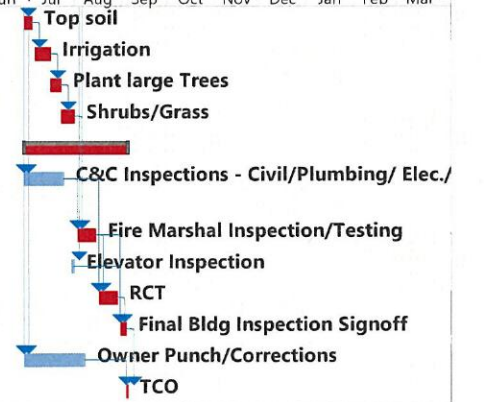 Jul Aug Sep Oct Nov Dec Jan Feb Mar
Top soil
Irrigation
Plant large Trees
Shrubs/Grass
C&C Inspections - Civil/Plumbing/ Elec./
Fire Marshal Inspection/Testing
Elevator Inspection
RCT
Final Bldg Inspection Signoff
Owner Punch/Corrections
TCO